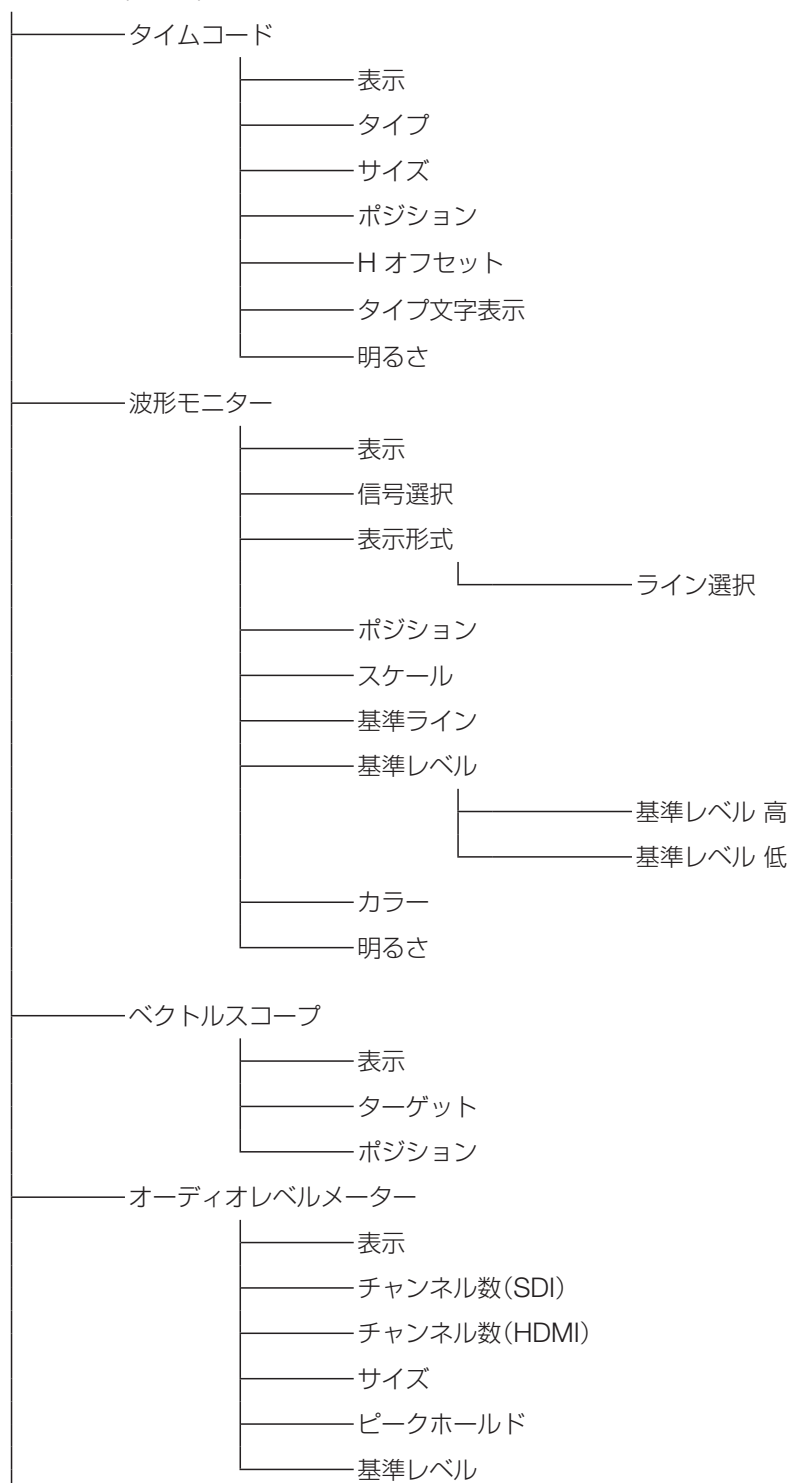 タイムコード
表示
タイプ
サイズ
ポジション
H オフセット
タイプ文字表示
明るさ
波形モニター
表示
信号選択
表示形式
ライン選択
ポジション
スケール
基準ライン
基準レベル
基準レベル 高
基準レベル 低
カラー
明るさ
ベクトルスコープ
表示
ターゲット
ポジション
オーディオレベルメーター
表示
チャンネル数(SDI)
チャンネル数(HDMI)
サイズ
ピークホールド
基準レベル